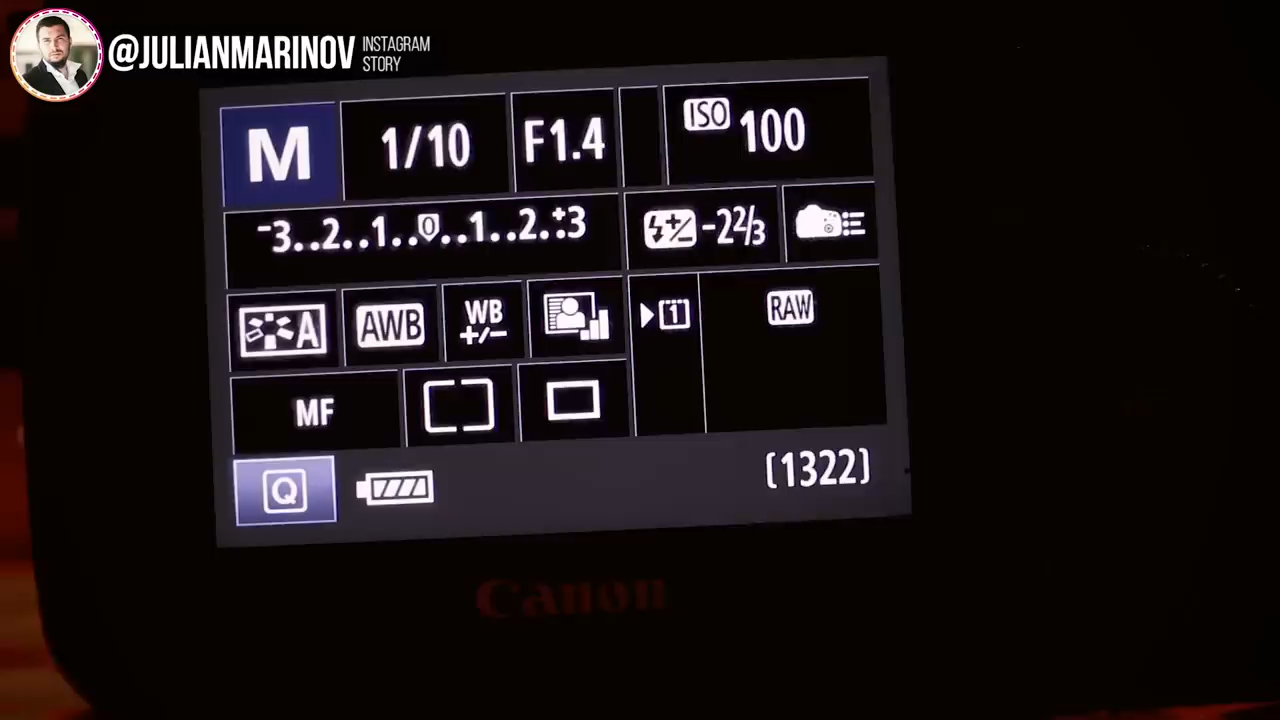 @JULIANMARINOV INSTAGRAM
STORY
M 1/10 F1.4 ISO 100
-3..2..1..0..1..2.:+3 -2⅔
A AWB WB +/- 1 RAW
MF
Q [1322]
Canon